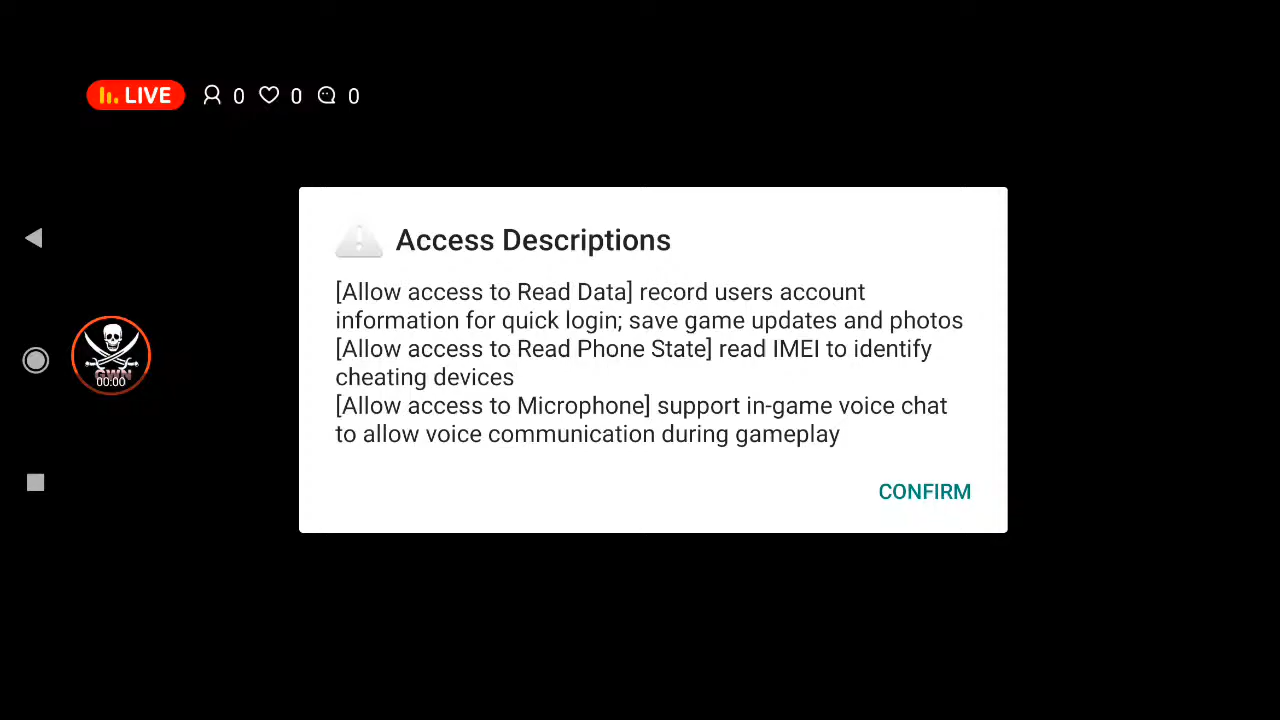 LIVE 0 0 0
Access Descriptions
[Allow access to Read Data] record users account
information for quick login; save game updates and photos
[Allow access to Read Phone State] read IMEI to identify
cheating devices
[Allow access to Microphone] support in-game voice chat
to allow voice communication during gameplay
GWN
00:00
CONFIRM